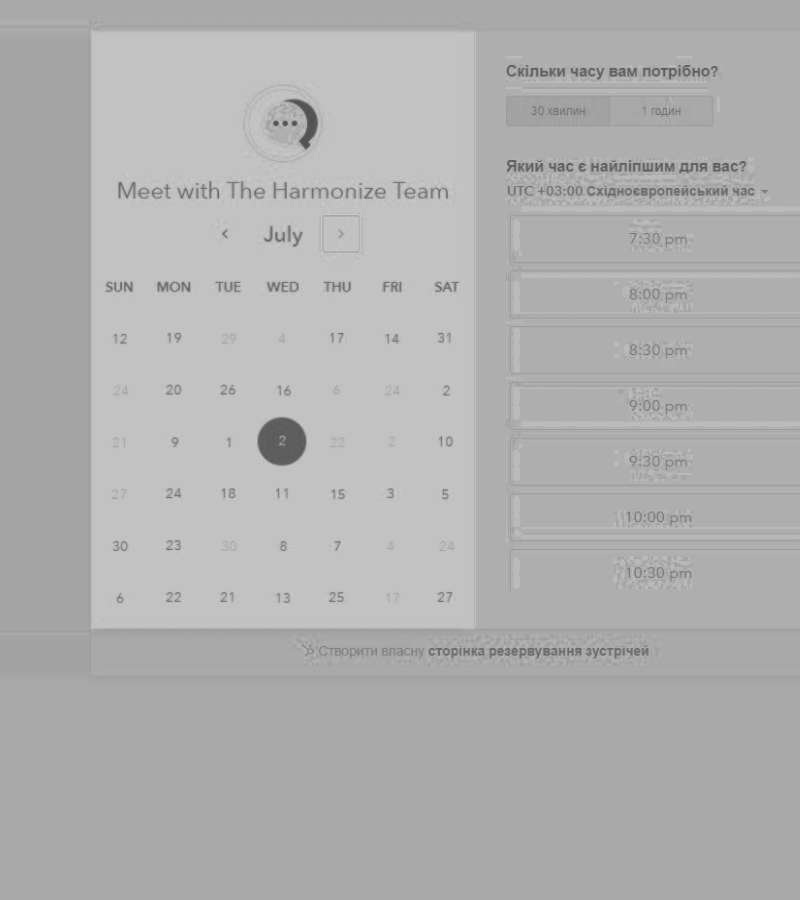 Meet with The Harmonize Team
July
SUN MON TUE WED THU FRI SAT
12 19 29 4 17 14 31
24 20 26 16 6 24 2
21 9 1 2 22 2 10
27 24 18 11 15 3 5
30 23 30 8 7 4 24
6 22 21 13 25 17 27
Скільки часу вам потрібно?
30 хвилин 1 годин
Який час є найліпшим для вас?
UTC +03:00 Східноєвропейський час
7:30 pm
8:00 pm
8:30 pm
9:00 pm
9:30 pm
10:00 pm
10:30 pm
Створити власну сторінка резервування зустрічей